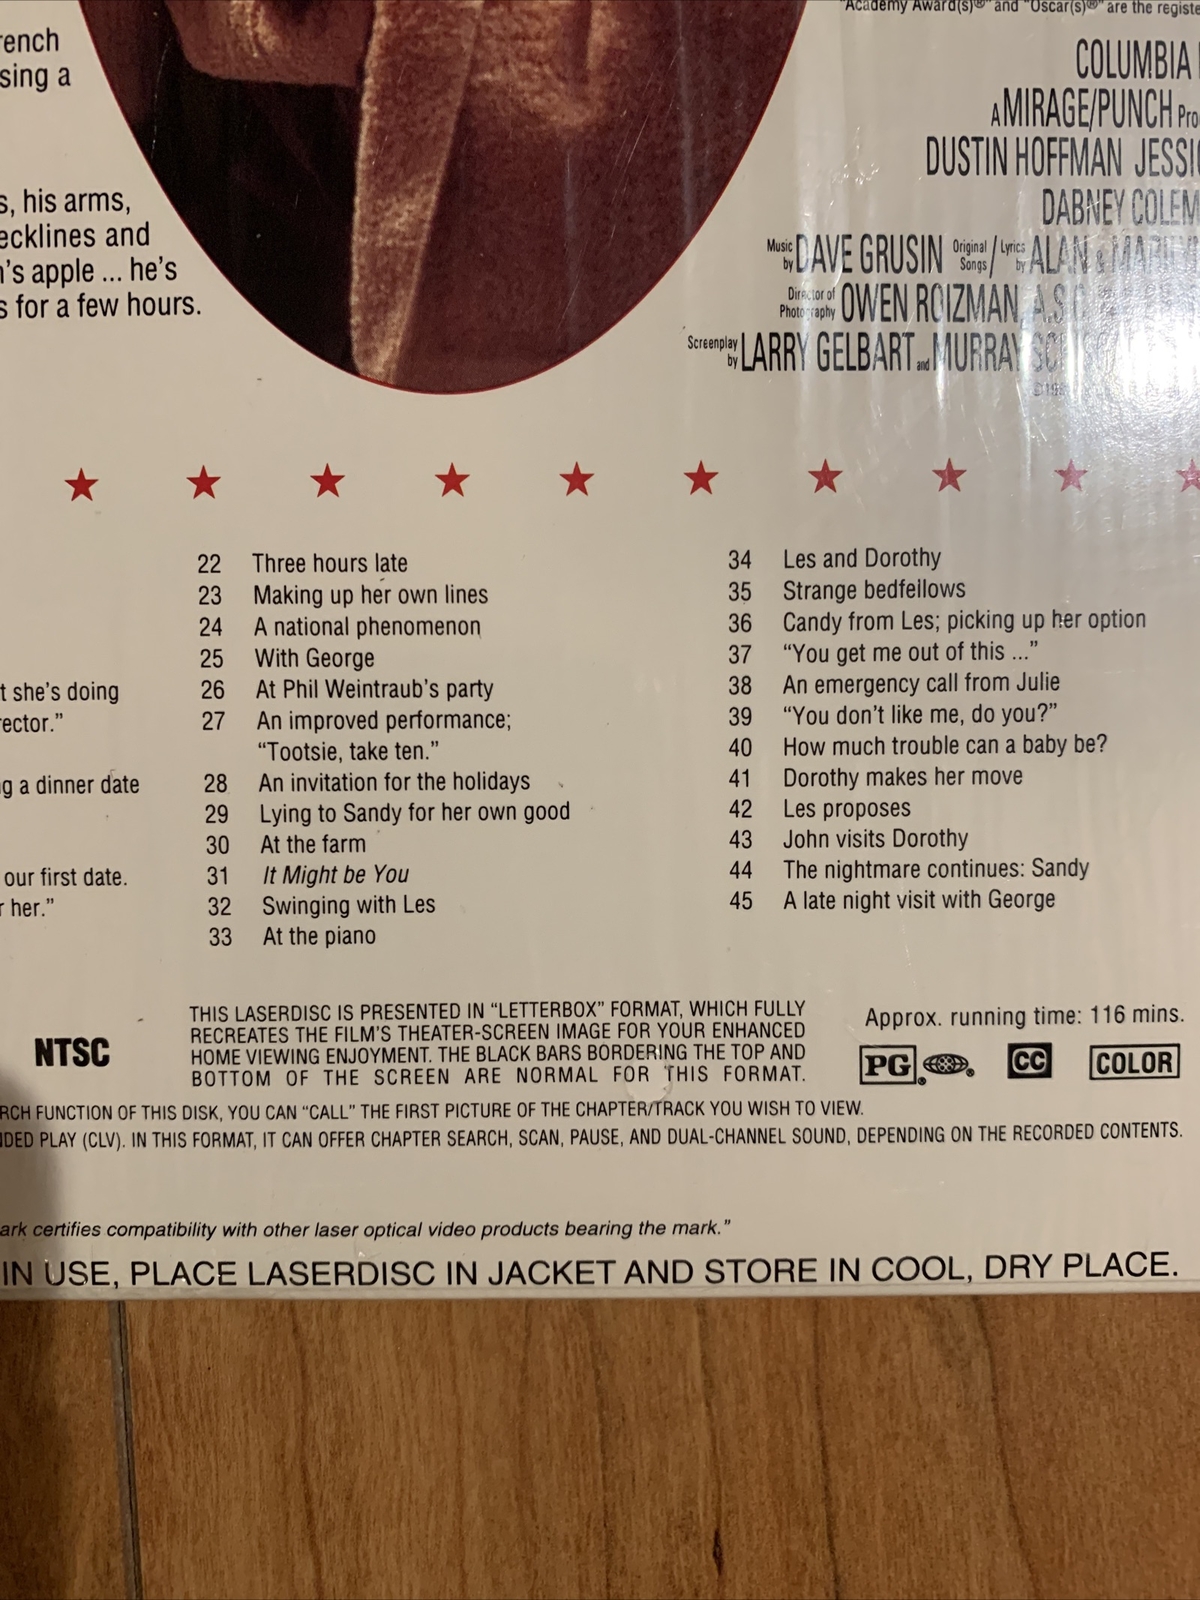 "Academy Award(s)®" and "Oscar(s)®" are the registe
rench
sing a
s, his arms,
ecklines and
's apple ... he's
s for a few hours.
COLUMBIA
A MIRAGE/PUNCH Pro
DUSTIN HOFFMAN JESSIC
DABNEY COLEM
Music by DAVE GRUSIN Original Songs / Lyrics by ALAN &
Director of Photography OWEN ROIZMAN, A.S.C.
Screenplay by LARRY GELBART and MURRAY
22 Three hours late
23 Making up her own lines
24 A national phenomenon
25 With George
26 At Phil Weintraub's party
27 An improved performance;
"Tootsie, take ten."
28 An invitation for the holidays
29 Lying to Sandy for her own good
30 At the farm
31 It Might be You
32 Swinging with Les
33 At the piano
34 Les and Dorothy
35 Strange bedfellows
36 Candy from Les; picking up her option
37 "You get me out of this ..."
38 An emergency call from Julie
39 "You don't like me, do you?"
40 How much trouble can a baby be?
41 Dorothy makes her move
42 Les proposes
43 John visits Dorothy
44 The nightmare continues: Sandy
45 A late night visit with George
t she's doing
rector."
g a dinner date
our first date.
r her."
NTSC
THIS LASERDISC IS PRESENTED IN "LETTERBOX" FORMAT, WHICH FULLY
RECREATES THE FILM'S THEATER-SCREEN IMAGE FOR YOUR ENHANCED
HOME VIEWING ENJOYMENT. THE BLACK BARS BORDERING THE TOP AND
BOTTOM OF THE SCREEN ARE NORMAL FOR THIS FORMAT.
Approx. running time: 116 mins.
PG ® ® CC COLOR
RCH FUNCTION OF THIS DISK, YOU CAN "CALL" THE FIRST PICTURE OF THE CHAPTER/TRACK YOU WISH TO VIEW.
DED PLAY (CLV). IN THIS FORMAT, IT CAN OFFER CHAPTER SEARCH, SCAN, PAUSE, AND DUAL-CHANNEL SOUND, DEPENDING ON THE RECORDED CONTENTS.
ark certifies compatibility with other laser optical video products bearing the mark."
IN USE, PLACE LASERDISC IN JACKET AND STORE IN COOL, DRY PLACE.